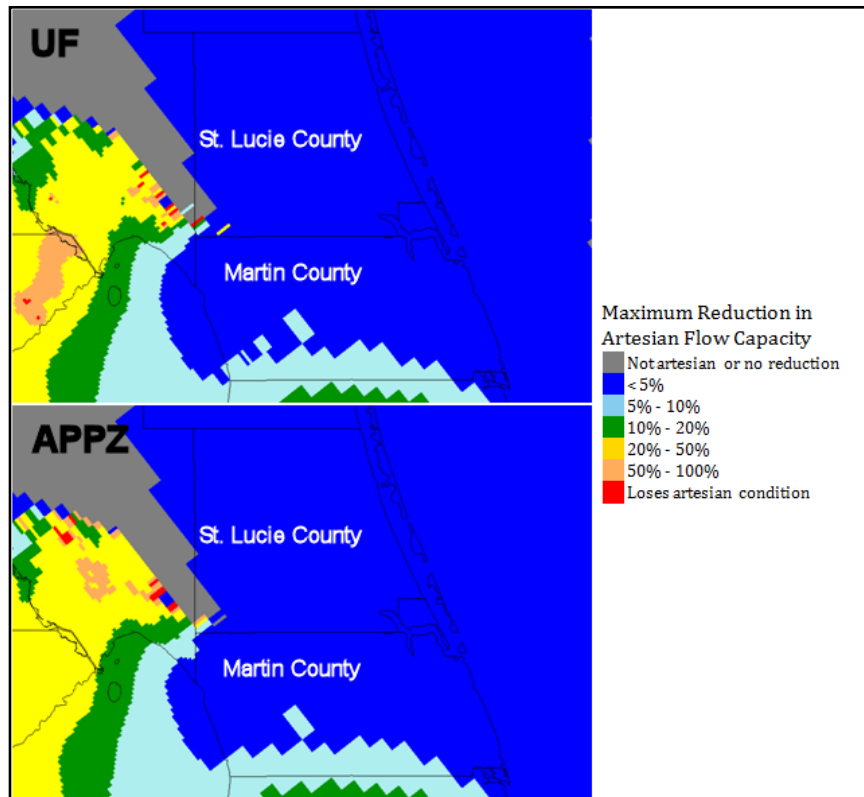 UF
St. Lucie County
Martin County
APPZ
St. Lucie County
Martin County
Maximum Reduction in
Artesian Flow Capacity
Not artesian or no reduction
< 5%
5% - 10%
10% - 20%
20% - 50%
50% - 100%
Loses artesian condition